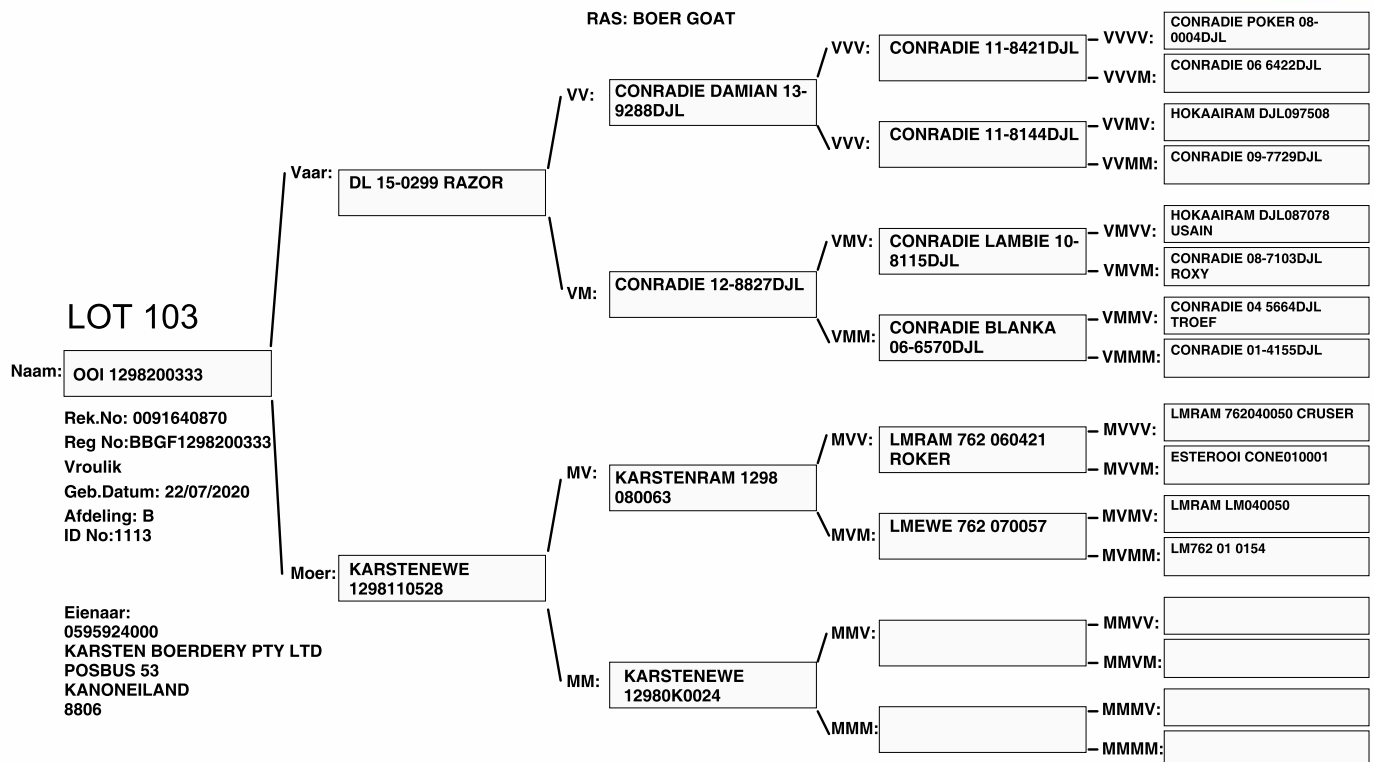 RAS: BOER GOAT
LOT 103
Naam:
OOI 1298200333
Rek.No: 0091640870
Reg No:BBGF1298200333
Vroulik
Geb.Datum: 22/07/2020
Afdeling: B
ID No:1113
Eienaar:
0595924000
KARSTEN BOERDERY PTY LTD
POSBUS 53
KANONEILAND
8806
Vaar:
DL 15-0299 RAZOR
Moer:
KARSTENEWE
1298110528
VV:
CONRADIE DAMIAN 13-
9288DJL
VM:
CONRADIE 12-8827DJL
MV:
KARSTENRAM 1298
080063
MM:
KARSTENEWE
12980K0024
VVV:
CONRADIE 11-8421DJL
VVV:
CONRADIE 11-8144DJL
VMV:
CONRADIE LAMBIE 10-
8115DJL
VMM:
CONRADIE BLANKA
06-6570DJL
MVV:
LMRAM 762 060421
ROKER
MVM:
LMEWE 762 070057
MMV:
MMM:
VVVV:
CONRADIE POKER 08-
0004DJL
VVVM:
CONRADIE 06 6422DJL
VVMV:
HOKAAIRAM DJL097508
VVMM:
CONRADIE 09-7729DJL
VMVV:
HOKAAIRAM DJL087078
USAIN
VMVM:
CONRADIE 08-7103DJL
ROXY
VMMV:
CONRADIE 04 5664DJL
TROEF
VMMM:
CONRADIE 01-4155DJL
MVVV:
LMRAM 762040050 CRUSER
MVVM:
ESTEROOI CONE010001
MVMV:
LMRAM LM040050
MVMM:
LM762 01 0154
MMVV:
MMVM:
MMMV:
MMMM: